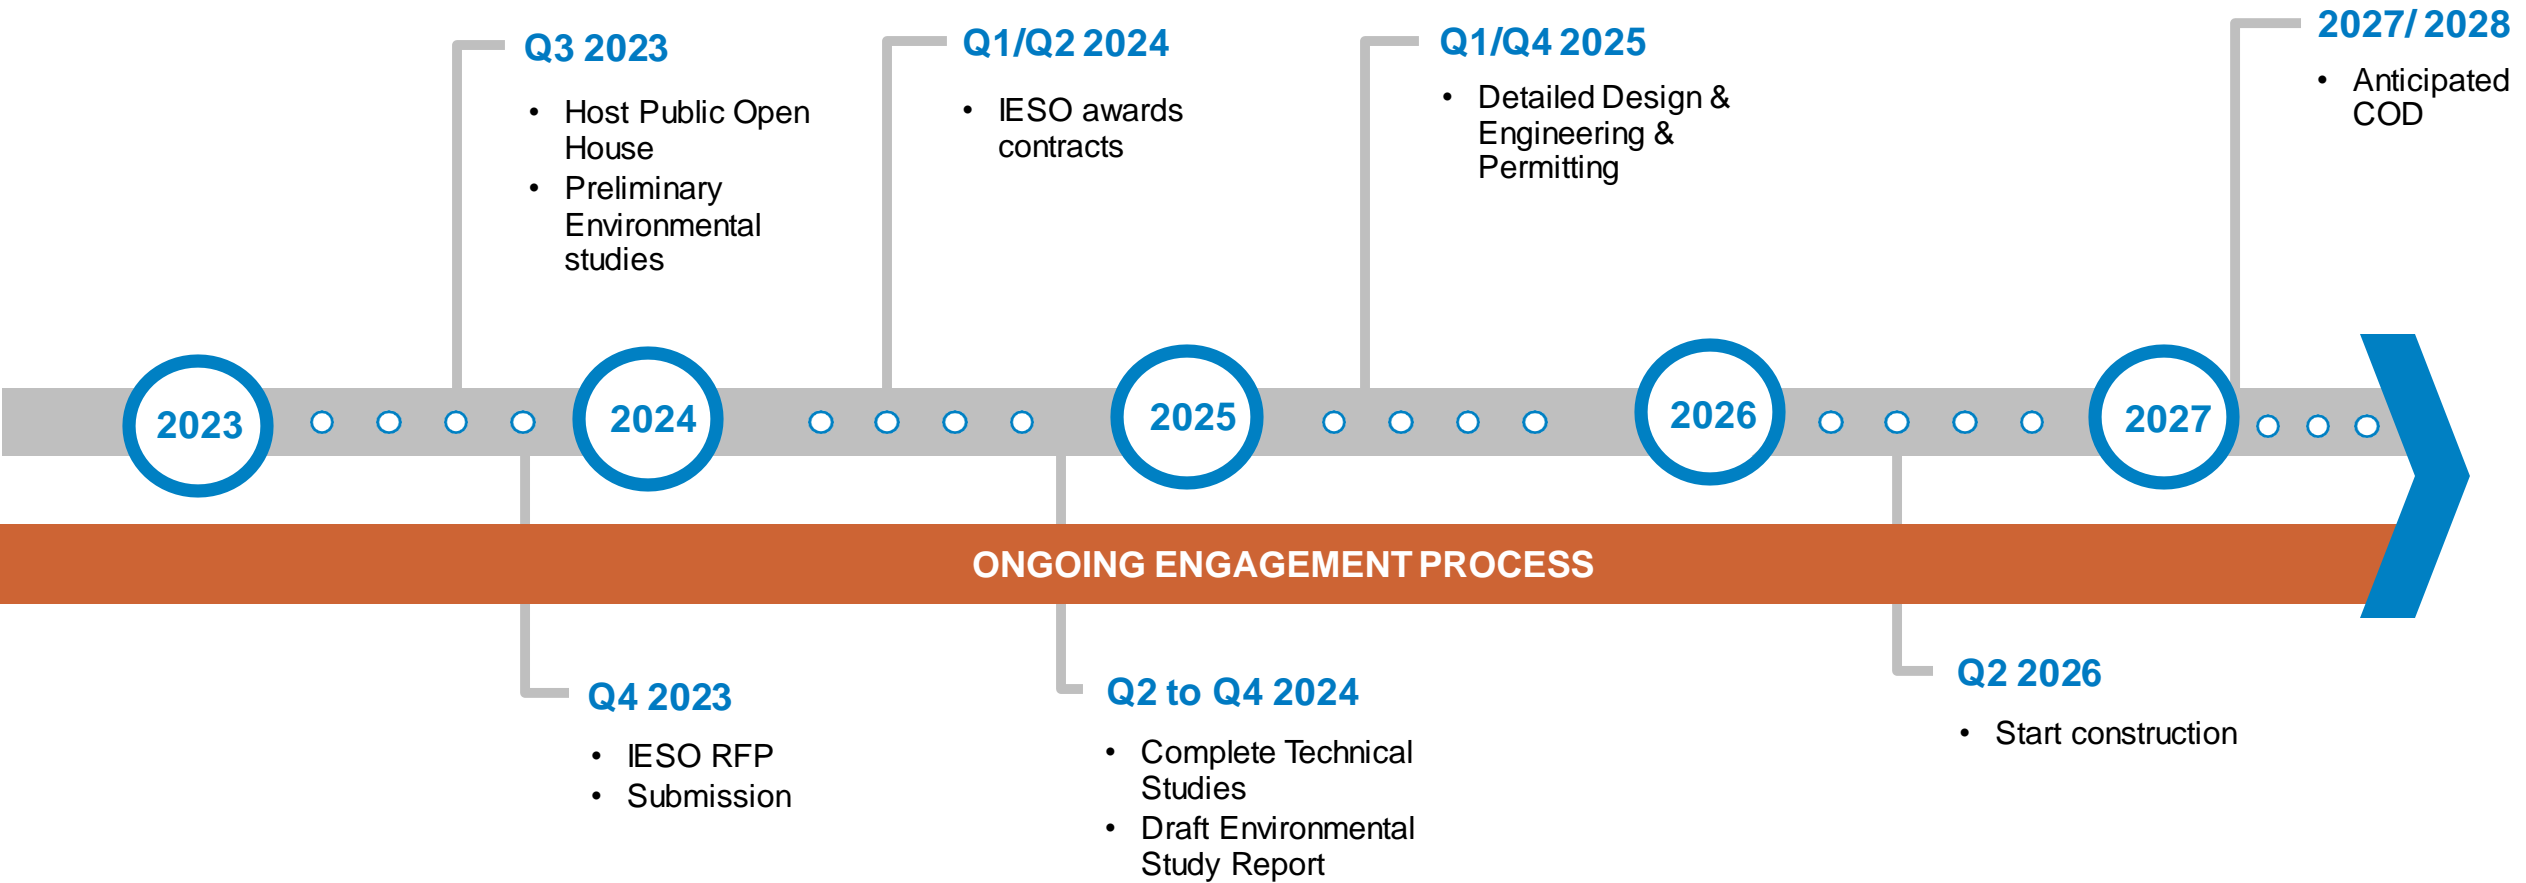 Q3 2023
• Host Public Open
House
• Preliminary
Environmental
studies
Q1/Q2 2024
• IESO awards
contracts
Q1/Q4 2025
• Detailed Design &
Engineering &
Permitting
2027/ 2028
• Anticipated
COD
2023
2024
2025
2026
2027
ONGOING ENGAGEMENT PROCESS
Q4 2023
• IESO RFP
• Submission
Q2 to Q4 2024
• Complete Technical
Studies
• Draft Environmental
Study Report
Q2 2026
• Start construction